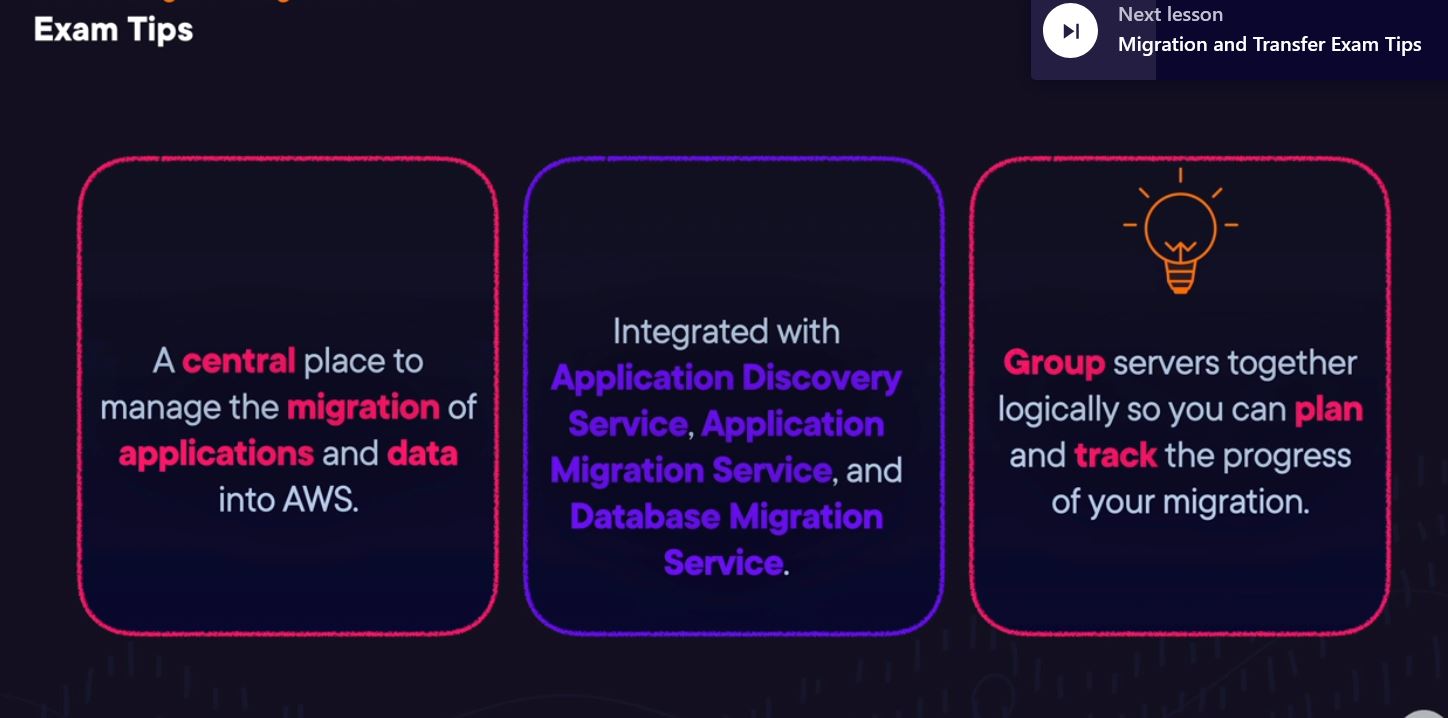 Exam Tips
Next lesson
Migration and Transfer Exam Tips
A central place to
manage the migration of
applications and data
into AWS.
Integrated with
Application Discovery
Service, Application
Migration Service, and
Database Migration
Service.
Group servers together
logically so you can plan
and track the progress
of your migration.